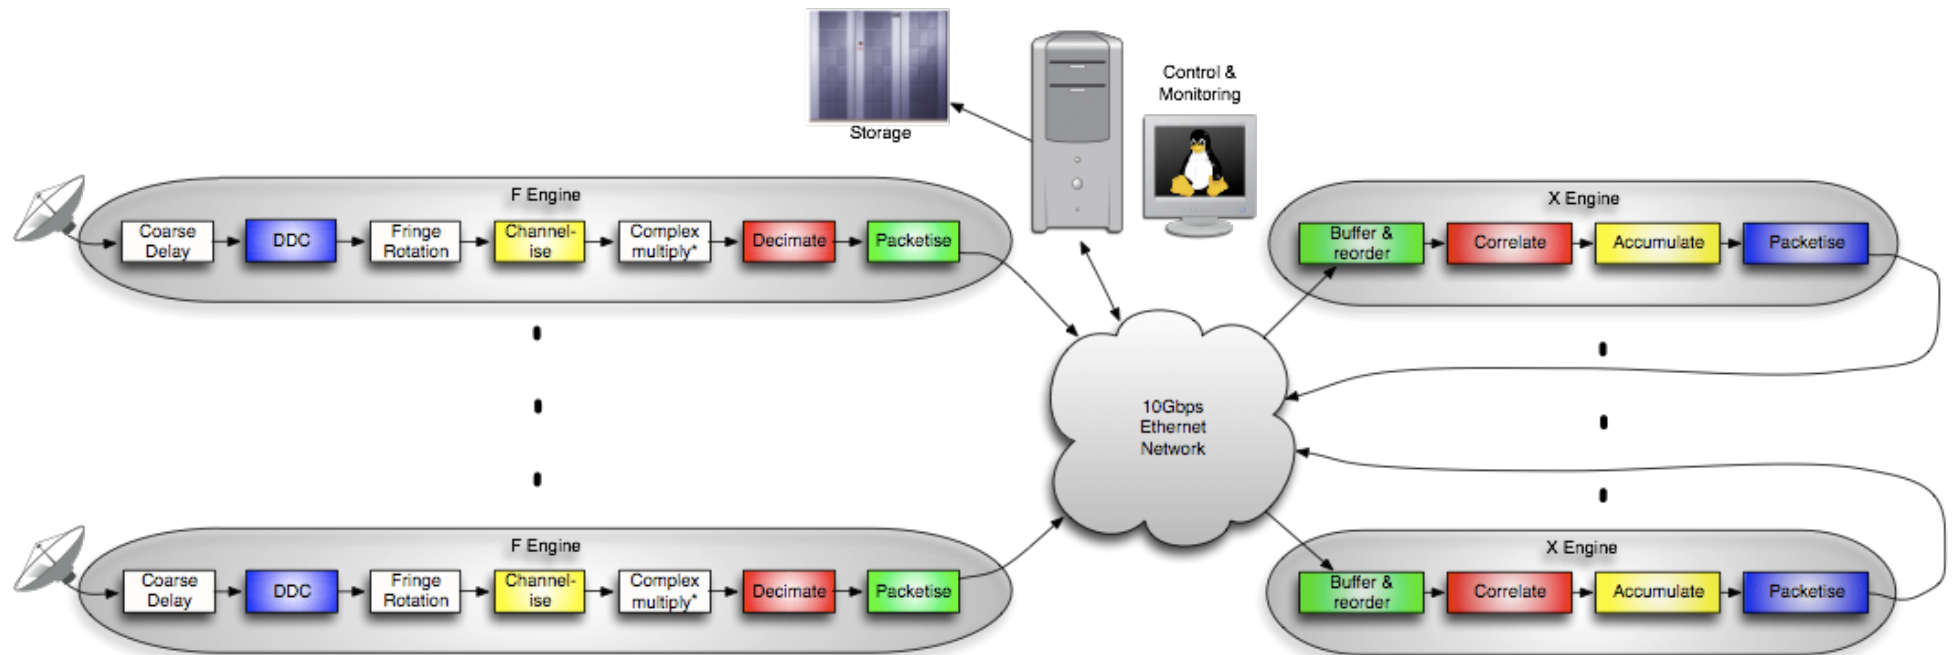 Storage
Control &
Monitoring
F Engine
Coarse
Delay
DDC
Fringe
Rotation
Channel-
ise
Complex
multiply*
Decimate
Packetise
X Engine
Buffer &
reorder
Correlate
Accumulate
Packetise
10Gbps
Ethernet
Network
F Engine
Coarse
Delay
DDC
Fringe
Rotation
Channel-
ise
Complex
multiply*
Decimate
Packetise
X Engine
Buffer &
reorder
Correlate
Accumulate
Packetise